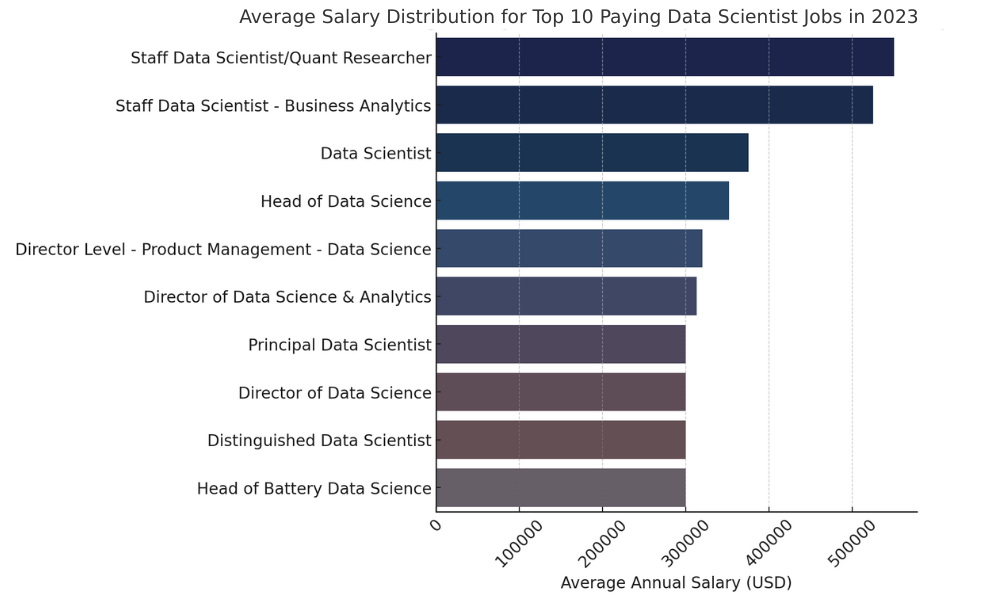 Average Salary Distribution for Top 10 Paying Data Scientist Jobs in 2023
Staff Data Scientist/Quant Researcher
Staff Data Scientist - Business Analytics
Data Scientist
Head of Data Science
Director Level - Product Management - Data Science
Director of Data Science & Analytics
Principal Data Scientist
Director of Data Science
Distinguished Data Scientist
Head of Battery Data Science
0
100000
200000
300000
400000
500000
Average Annual Salary (USD)